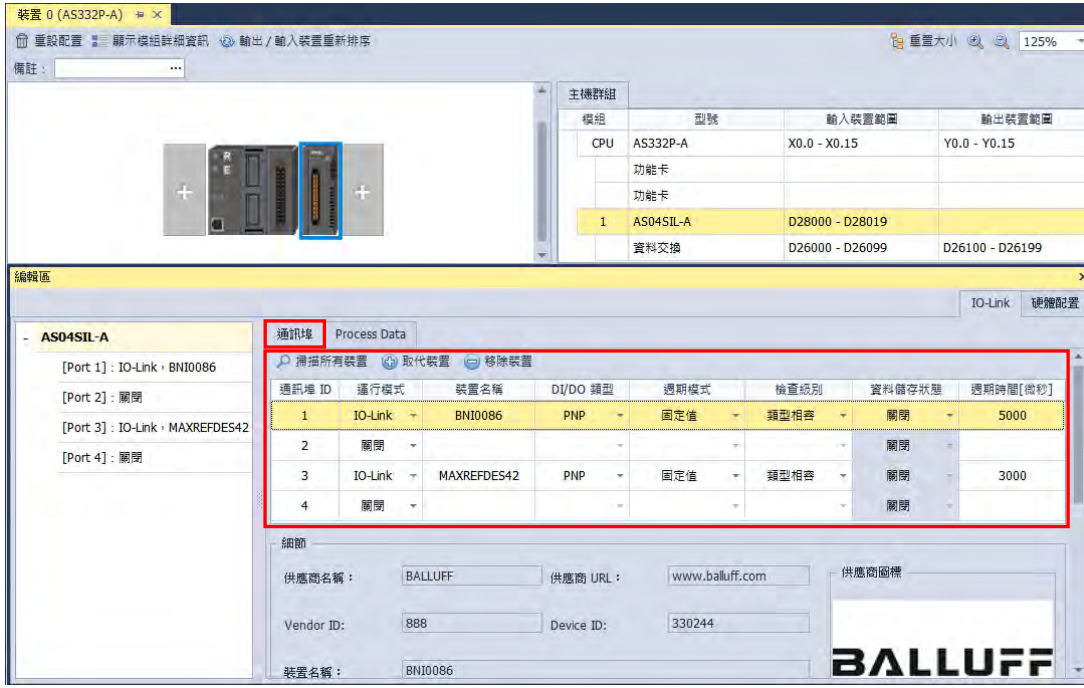 裝置 0 (AS332P-A)
重設配置 顯示模組詳細資訊 輸出/輸入裝置重新排序 重置大小 125%
備註: ...
主機群組
模組 型號 輸入裝置範圍 輸出裝置範圍
CPU AS332P-A X0.0 - X0.15 Y0.0 - Y0.15
功能卡
功能卡
1 AS04SIL-A D28000 - D28019
資料交換 D26000 - D26099 D26100 - D26199
R
E
編輯區
IO-Link 硬體配置
- AS04SIL-A
[Port 1]:IO-Link,BNI0086
[Port 2]:關閉
[Port 3]:IO-Link,MAXREFDES42
[Port 4]:關閉
通訊埠 Process Data
掃描所有裝置 取代裝置 移除裝置
通訊埠 ID 運行模式 裝置名稱 DI/DO 類型 週期模式 檢查級別 資料儲存狀態 週期時間[微秒]
1 IO-Link BNI0086 PNP 固定值 類型相容 關閉 5000
2 關閉 關閉
3 IO-Link MAXREFDES42 PNP 固定值 類型相容 關閉 3000
4 關閉 關閉
細節
供應商名稱: BALLUFF 供應商 URL: www.balluff.com 供應商圖標
Vendor ID: 888 Device ID: 330244
裝置名稱: BNI0086
BALLUFF